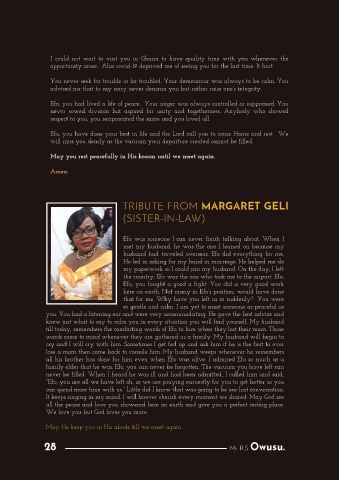 I could not wait to visit you in Ghana to have quality time with you whenever the
opportunity arose. Alas covid-19 deprived me of seeing you for the last time. It hurt.
You never seek for trouble or be troubled. Your demeanour was always to be calm. You
advised me that to say sorry never demean you but rather raise one's integrity.
Efo, you had lived a life of peace. Your anger was always controlled or suppressed. You
never sowed division but aspired for unity and togetherness. Anybody who showed
respect to you, you reciprocated the same and you loved all.
Efo, you have done your best in life and the Lord call you to come Home and rest. We
will miss you dearly as the vacuum your departure created cannot be filled.
May you rest peacefully in His bosom until we meet again.
Amen.
TRIBUTE FROM MARGARET GELI
(SISTER-IN-LAW)
Efo was someone I can never finish talking about. When I
met my husband, he was the one I leaned on because my
husband had traveled overseas. Efo did everything for me.
He led in asking for my hand in marriage. He helped me do
my paperwork so I could join my husband. On the day, I left
the country, Efo was the one who took me to the airport. Efo,
Efo, you fought a good a fight. You did a very good work
here on earth. Not many in Efo's position, would have done
that for me. Why have you left us so suddenly? You were
so gentle and calm. I am yet to meet someone as peaceful as
you. You had a listening ear and were very accommodating. He gave the best advise and
knew just what to say to calm you in every situation you will find yourself. My husband
till today, remembers the comforting words of Efo to him when they lost their mom. Those
words come to mind whenever they are gathered as a family. My husband will begin to
cry and I will cry with him. Sometimes I get fed up and ask him if he is the first to ever
lose a mom then come back to console him. My husband weeps whenever he remembers
all his brother has done for him even when Efo was alive. I admired Efo so much as a
family elder that he was. Efo, you can never be forgotten. The vacuum you have left can
never be filled. When I heard he was ill and had been admitted, I called him and said,
"Efo, you are all we have left oh, so we are praying earnestly for you to get better so you
can spend more time with us." Little did I know that was going to be our last conversation.
It keeps ringing in my mind. I will forever cherish every moment we shared. May God see
all the peace and love you showered here on earth and give you a perfect resting place.
We love you but God loves you more.
May He keep you in His abode till we meet again.
28
Mr. B.S Owusu.